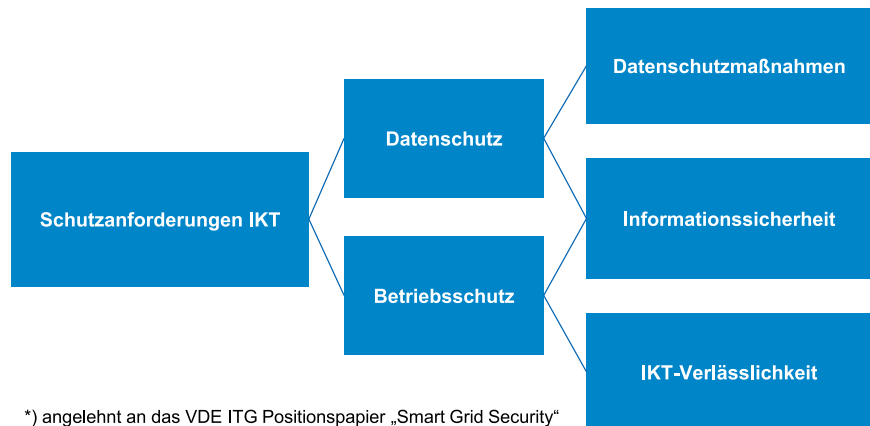 Datenschutzmaßnahmen
Datenschutz
Schutzanforderungen IKT
Informationssicherheit
Betriebsschutz
IKT-Verlässlichkeit
*) angelehnt an das VDE ITG Positionspapier „Smart Grid Security“